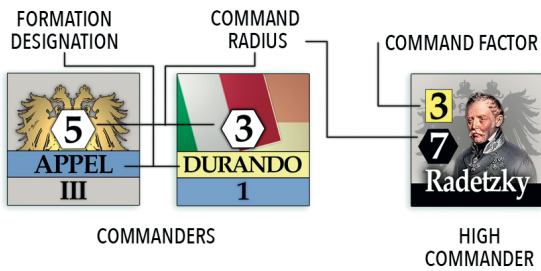 FORMATION
DESIGNATION
COMMAND
RADIUS
COMMAND FACTOR
5
APPEL
III
3
DURANDO
1
3
7
Radetzky
COMMANDERS
HIGH
COMMANDER